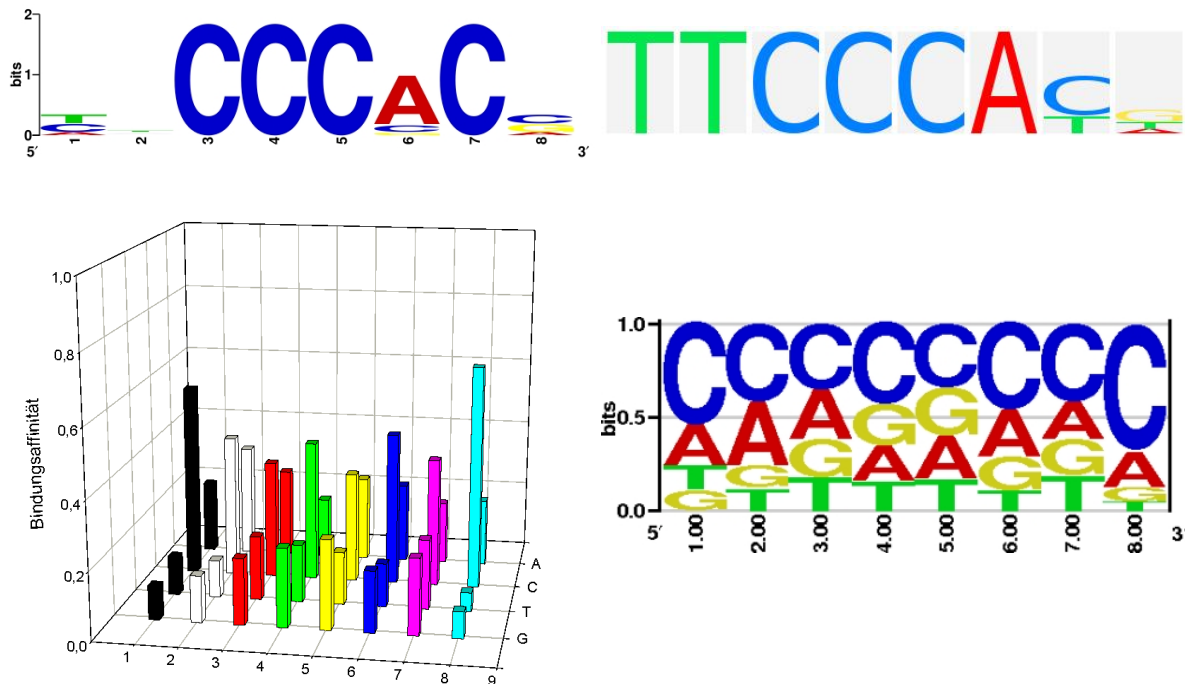 2
bits
1
0
T C A CCC A C C G C G A
1 2 3 4 5 6 7 8
5′ 3′
TTCCCA C T G T A
1,0
0,8
0,6
0,4
0,2
0,0
Bindungsaffinität
A
C
T
G
1 2 3 4 5 6 7 8 9
1.0
bits
0.5
0.0
C C C C C C C C
A A A G G A A A
T G G A A G G G
G T T T T T T T
5′ 1.00 2.00 3.00 4.00 5.00 6.00 7.00 8.00 3